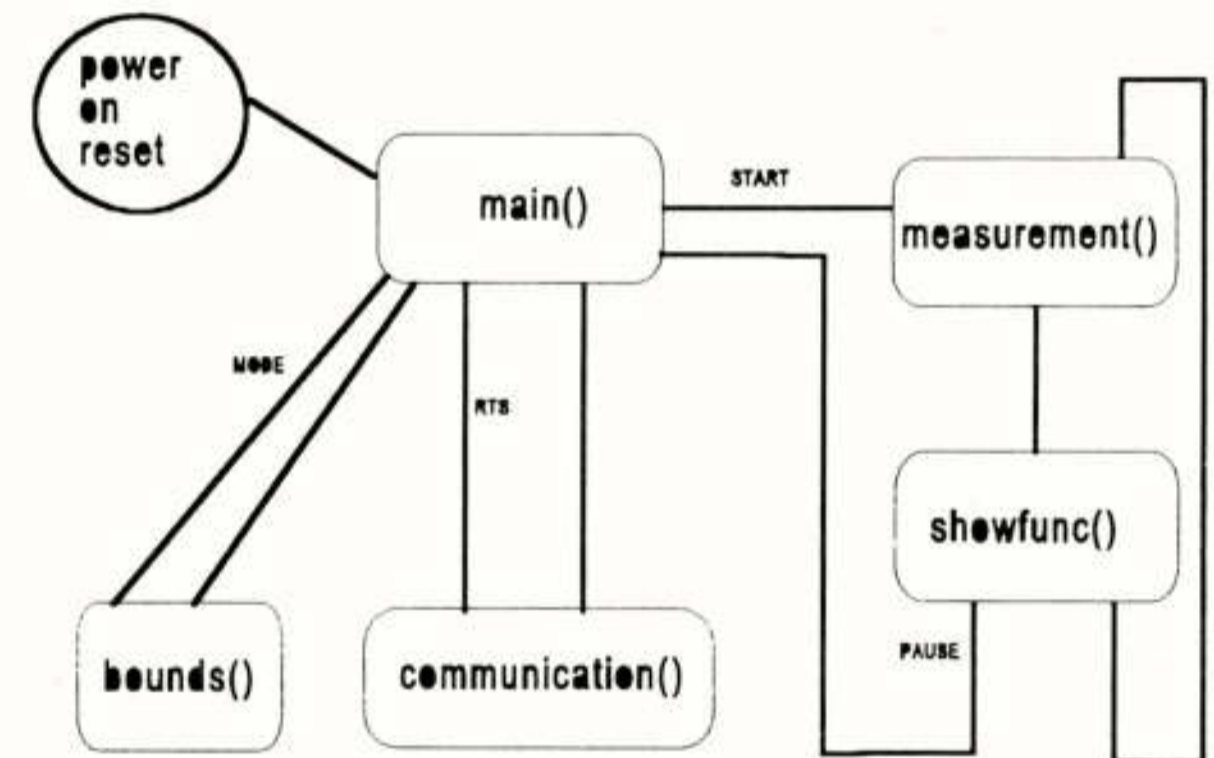 power
on
reset
main()
START
measurement()
MODE
RTS
showfunc()
PAUSE
bounds()
communication()